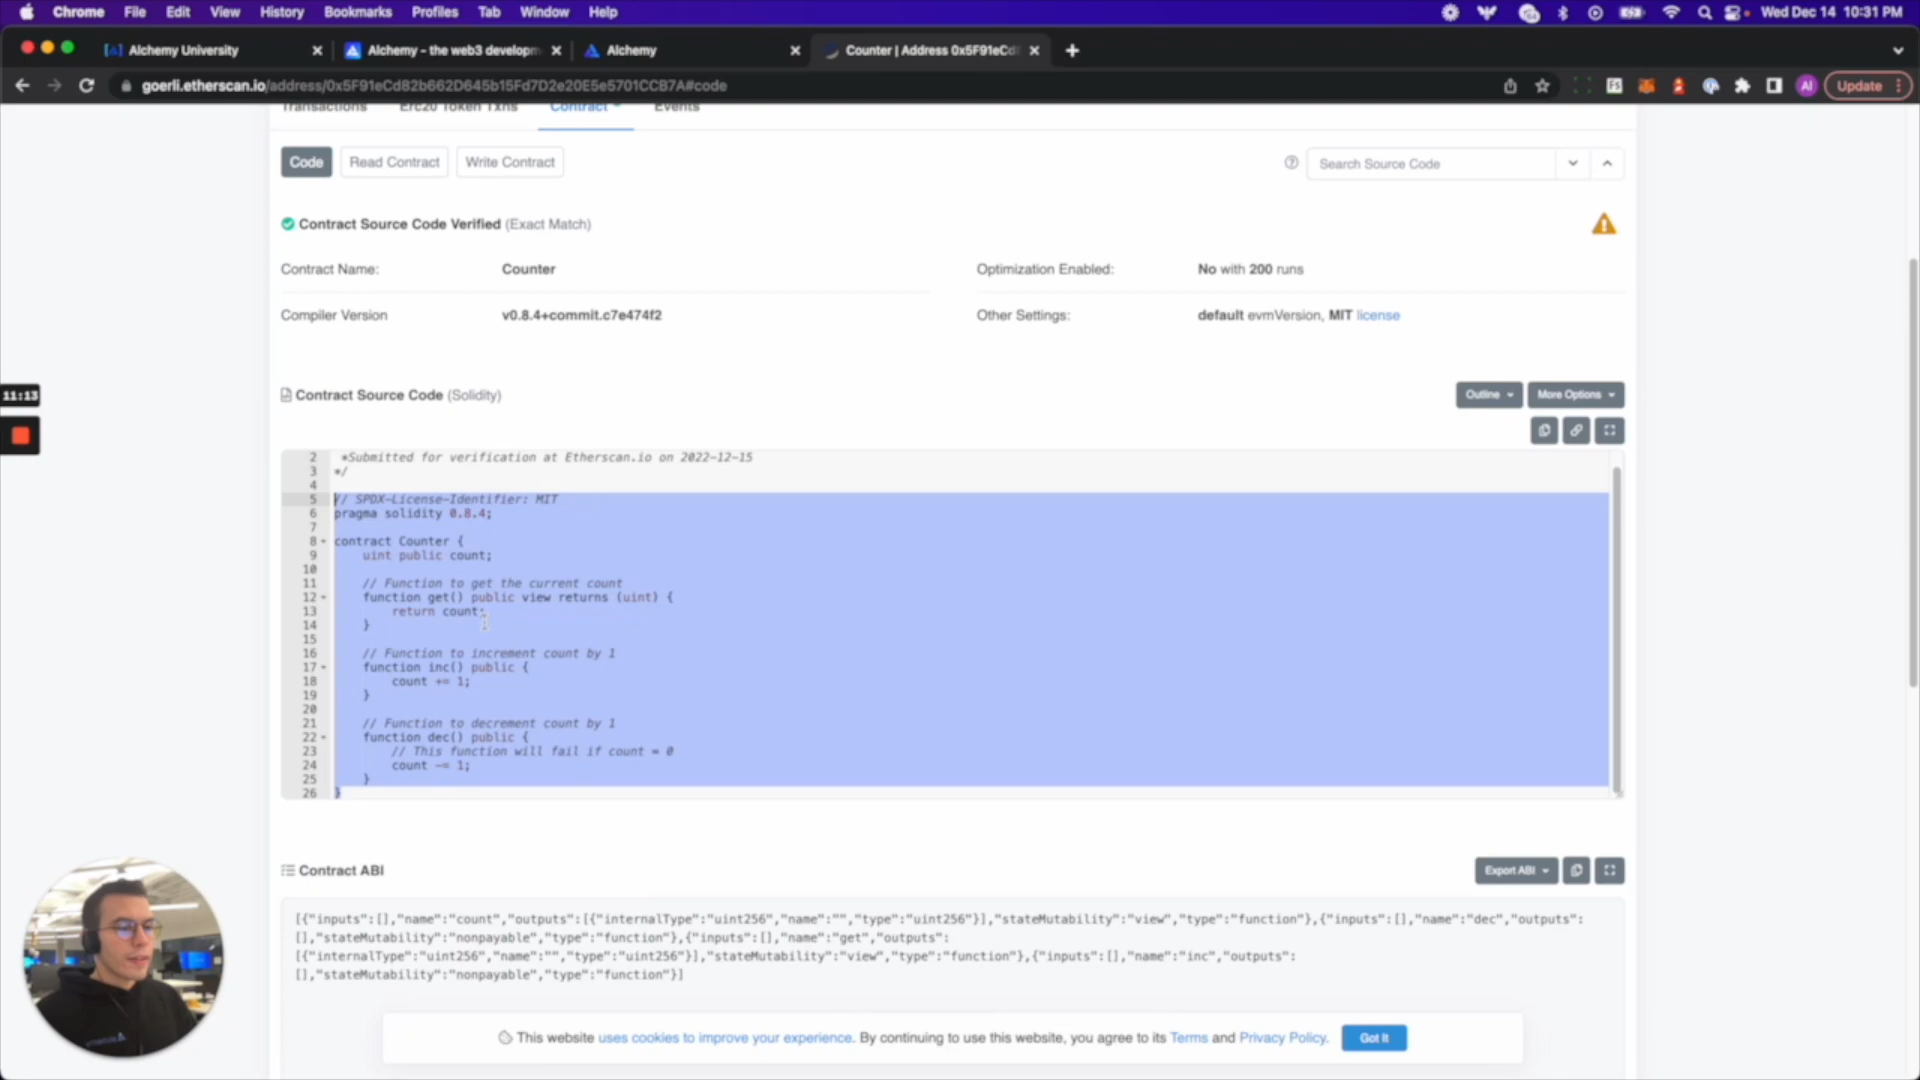 Chrome File Edit View History Bookmarks Profiles Tab Window Help
Wed Dec 14 10:31 PM
Alchemy University
Alchemy - the web3 developm
Alchemy
Counter | Address 0x5F91eCd
goerli.etherscan.io/address/0x5F91eCd82b662D645b15Fd7D2e20E5e5701CCB7A#code
Update
Transactions Erc20 Token Txns Contract Events
Code Read Contract Write Contract
Search Source Code
Contract Source Code Verified (Exact Match)
Contract Name: Counter Optimization Enabled: No with 200 runs
Compiler Version v0.8.4+commit.c7e474f2 Other Settings: default evmVersion, MIT license
11:13
Contract Source Code (Solidity)
Outline More Options
2 *Submitted for verification at Etherscan.io on 2022-12-15
3 */
4
5 // SPDX-License-Identifier: MIT
6 pragma solidity 0.8.4;
7
8 contract Counter {
9 uint public count;
10
11 // Function to get the current count
12 function get() public view returns (uint) {
13 return count;
14 }
15
16 // Function to increment count by 1
17 function inc() public {
18 count += 1;
19 }
20
21 // Function to decrement count by 1
22 function dec() public {
23 // This function will fail if count = 0
24 count -= 1;
25 }
26 }
Contract ABI
Export ABI
[{"inputs":[],"name":"count","outputs":[{"internalType":"uint256","name":"","type":"uint256"}],"stateMutability":"view","type":"function"},{"inputs":[],"name":"dec","outputs":
[],"stateMutability":"nonpayable","type":"function"},{"inputs":[],"name":"get","outputs":
[{"internalType":"uint256","name":"","type":"uint256"}],"stateMutability":"view","type":"function"},{"inputs":[],"name":"inc","outputs":
[],"stateMutability":"nonpayable","type":"function"}]
This website uses cookies to improve your experience. By continuing to use this website, you agree to its Terms and Privacy Policy.
Got It